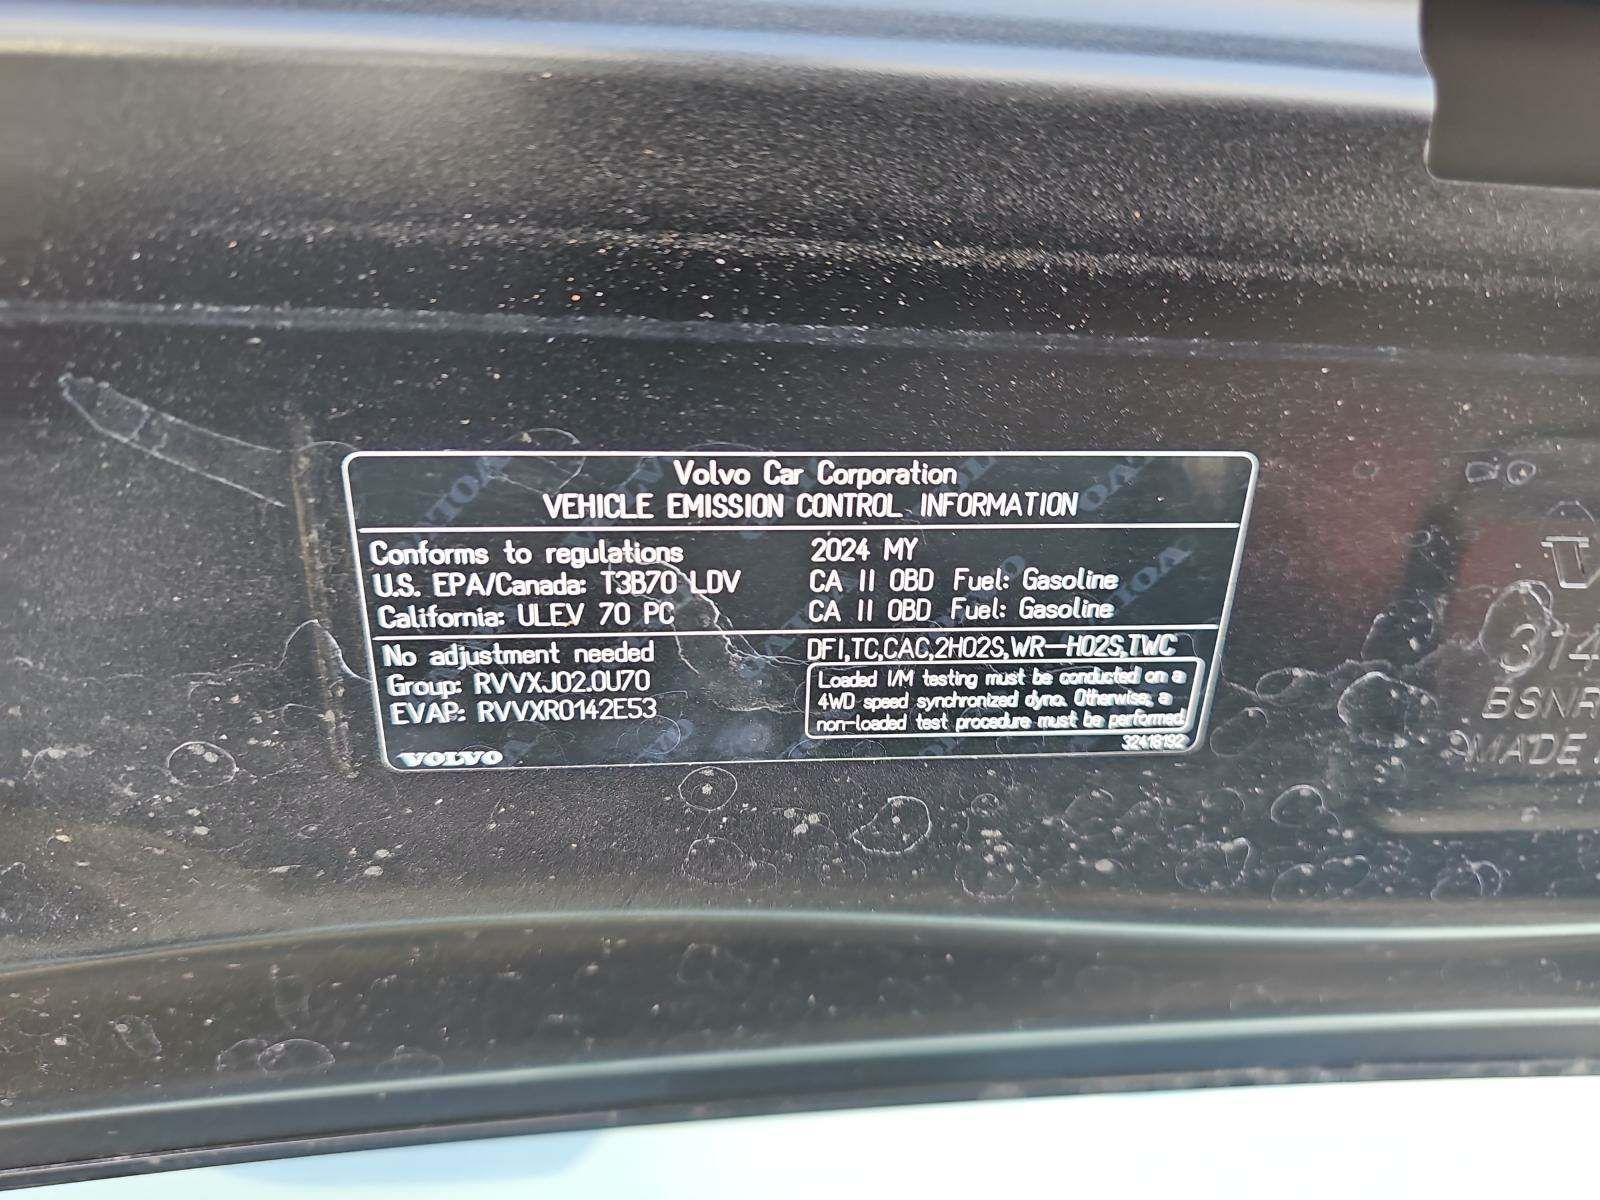 Volvo Car Corporation
VEHICLE EMISSION CONTROL INFORMATION
Conforms to regulations 2024 MY
U.S. EPA/Canada: T3B70 LDV CA II OBD Fuel: Gasoline
California: ULEV 70 PC CA II OBD Fuel: Gasoline
No adjustment needed DFI,TC,CAC,2HO2S,WR-HO2S,TWC
Group: RVVXJ02.0U70
EVAP: RVVXR0142E53
Loaded I/M testing must be conducted on a
4WD speed synchronized dyno. Otherwise, a
non-loaded test procedure must be performed.
32418192
VOLVO
314
BSNR
MADE